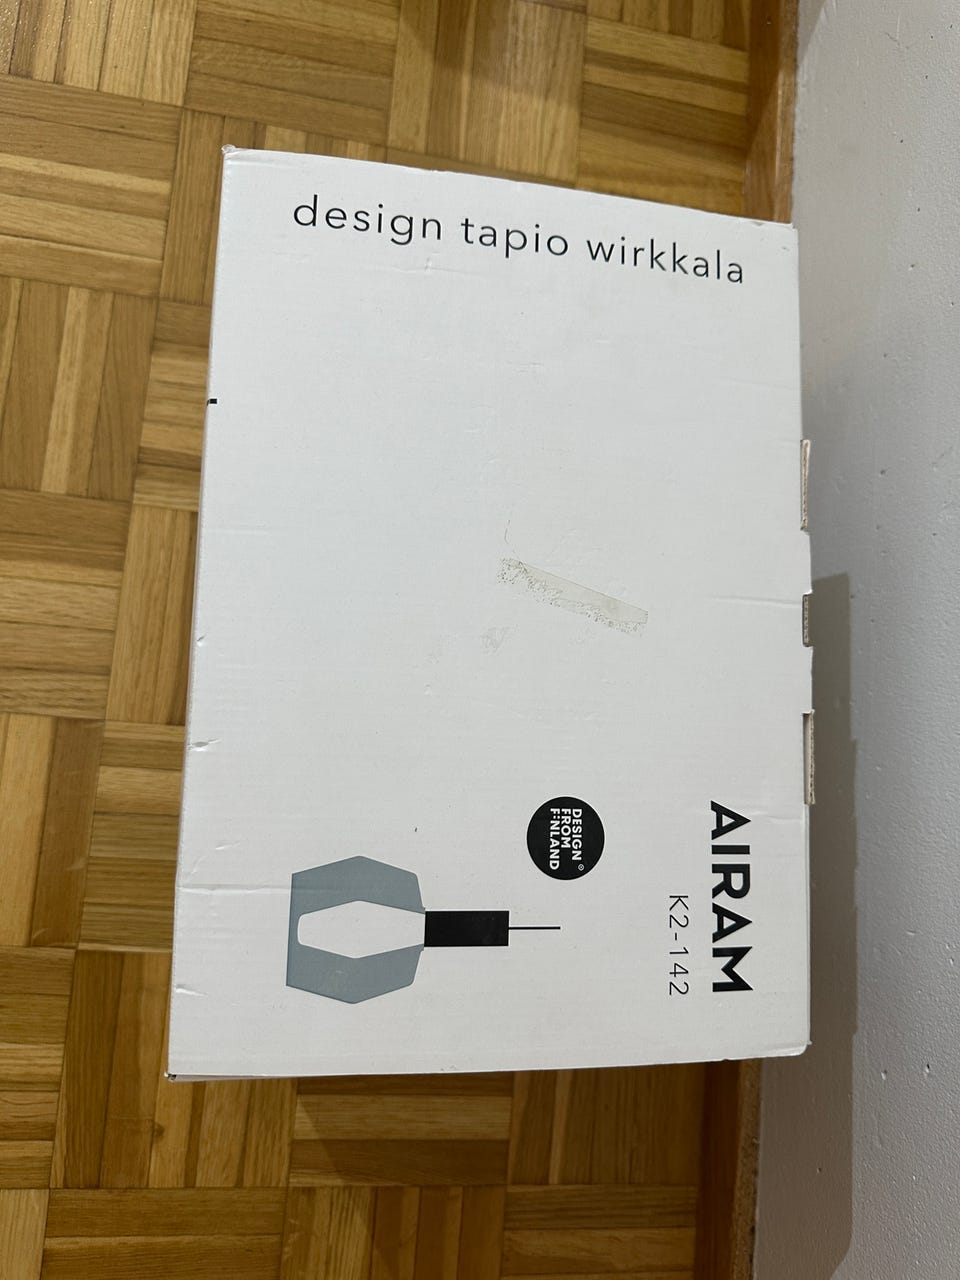 design tapio wirkkala
AIRAM
K2-142
DESIGN
FROM
FINLAND
®